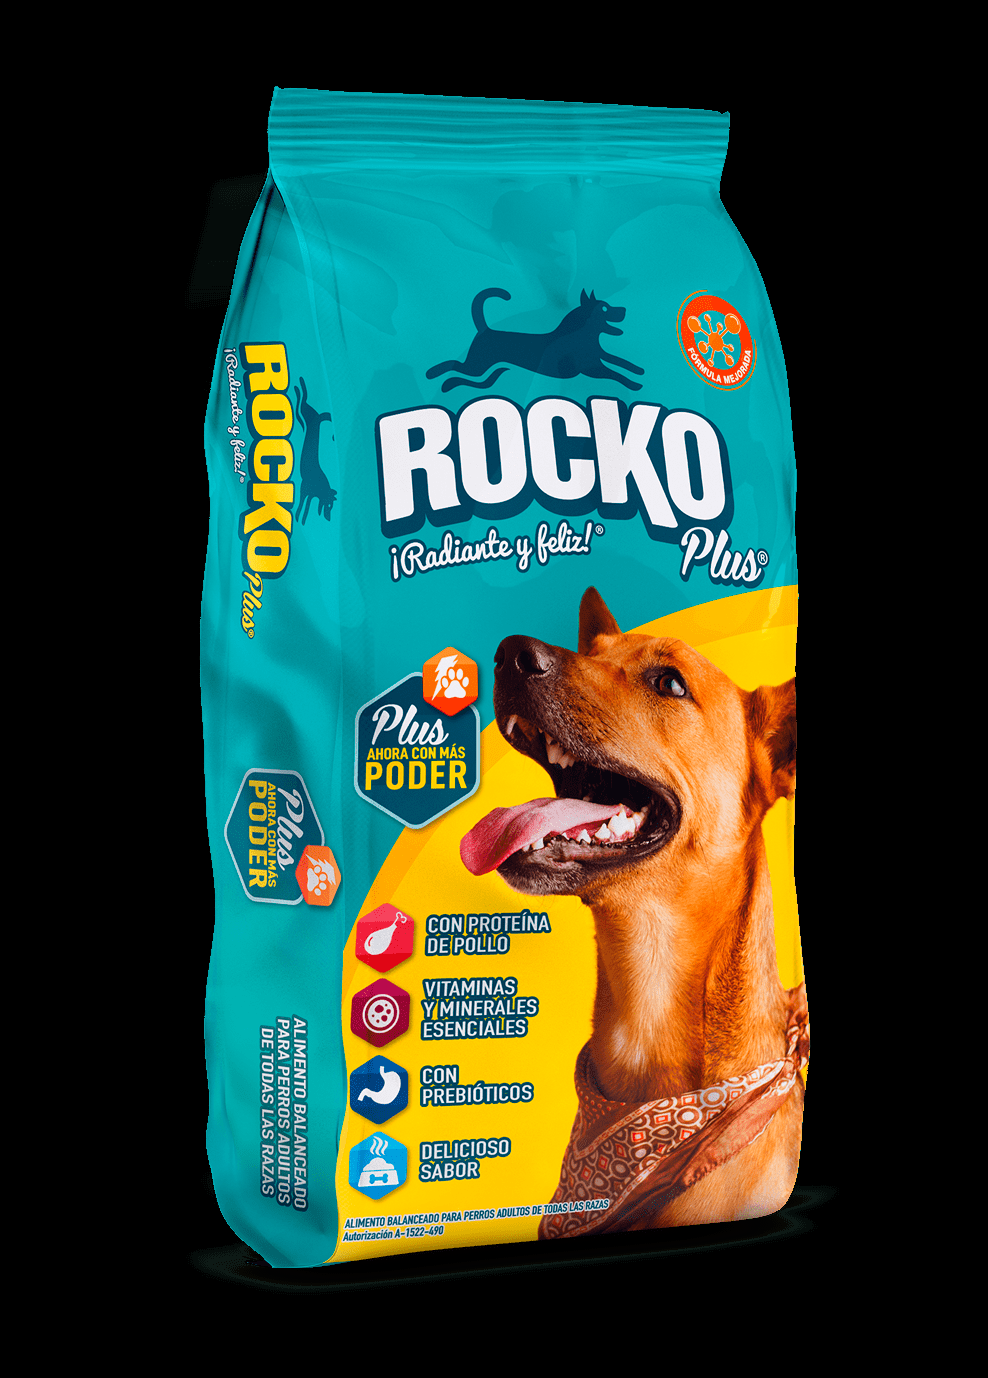 FÓRMULA MEJORADA
ROCKO
Plus®
¡Radiante y feliz!®
Plus
AHORA CON MÁS
PODER
CON PROTEÍNA
DE POLLO
VITAMINAS
Y MINERALES
ESENCIALES
CON
PREBIÓTICOS
DELICIOSO
SABOR
ALIMENTO BALANCEADO PARA PERROS ADULTOS DE TODAS LAS RAZAS
Autorización A-1522-490
ROCKO
Plus®
¡Radiante y feliz!®
Plus
AHORA CON MÁS
PODER
ALIMENTO BALANCEADO
PARA PERROS ADULTOS
DE TODAS LAS RAZAS